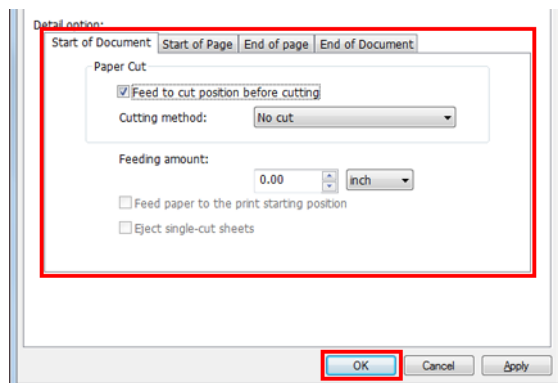 Detail option:
Start of Document Start of Page End of page End of Document
Paper Cut
Feed to cut position before cutting
Cutting method: No cut
Feeding amount:
0.00 inch
Feed paper to the print starting position
Eject single-cut sheets
OK Cancel Apply